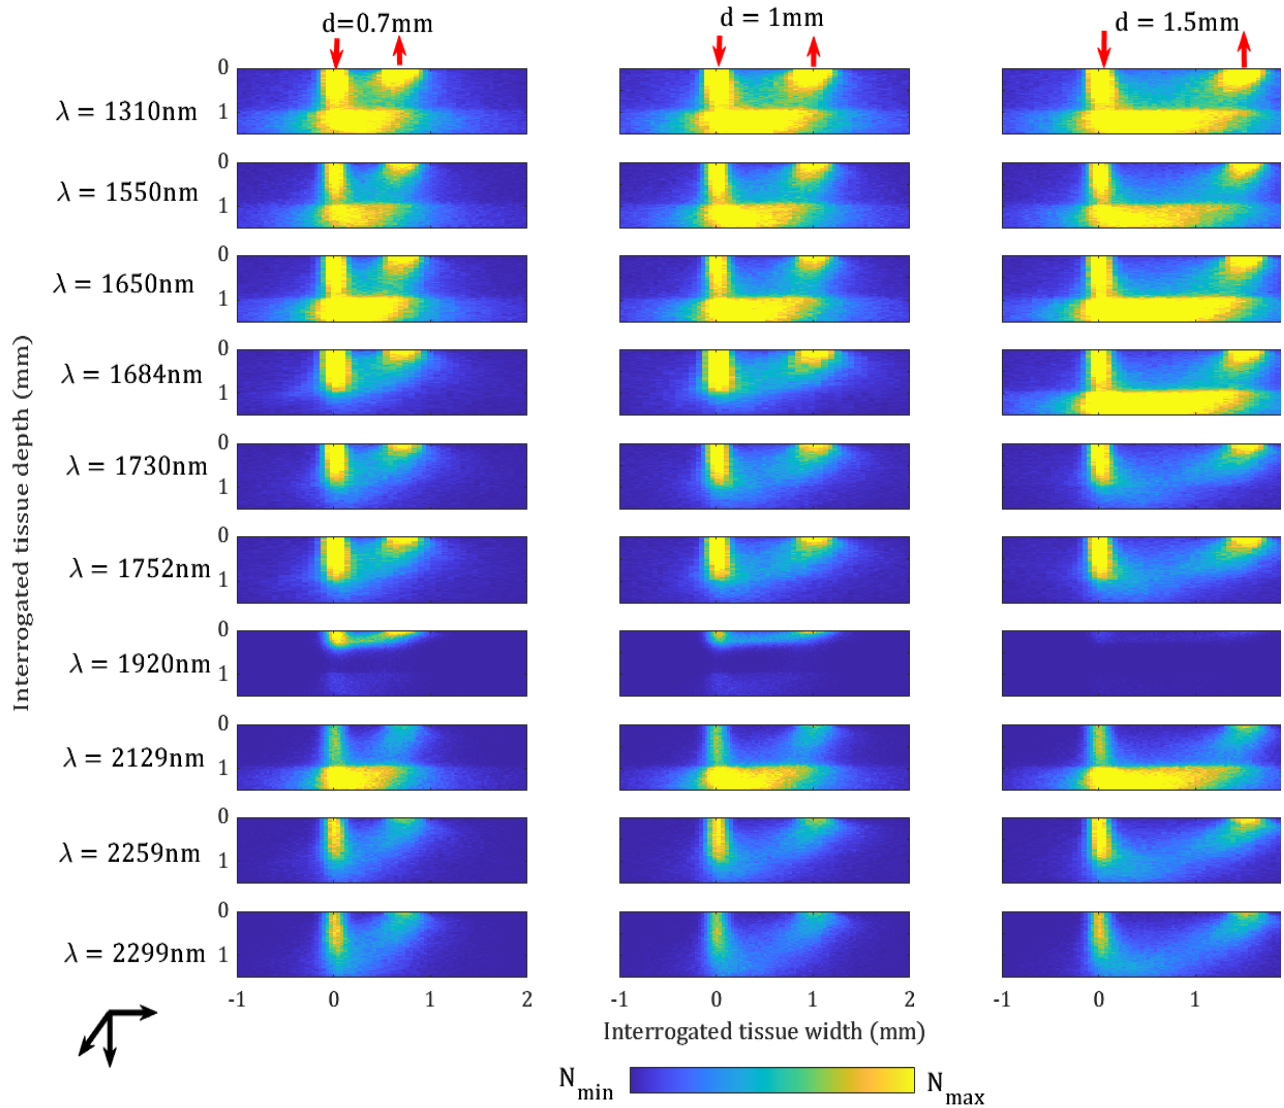 d=0.7mm
d = 1mm
d = 1.5mm
0
λ = 1310nm
1
0
λ = 1550nm
1
0
λ = 1650nm
1
0
λ = 1684nm
1
0
λ = 1730nm
1
0
λ = 1752nm
1
0
λ = 1920nm
1
0
λ = 2129nm
1
0
λ = 2259nm
1
0
λ = 2299nm
1
Interrogated tissue depth (mm)
-1 0 1 2
-1 0 1 2
-1 0 1
Interrogated tissue width (mm)
Nmin
Nmax